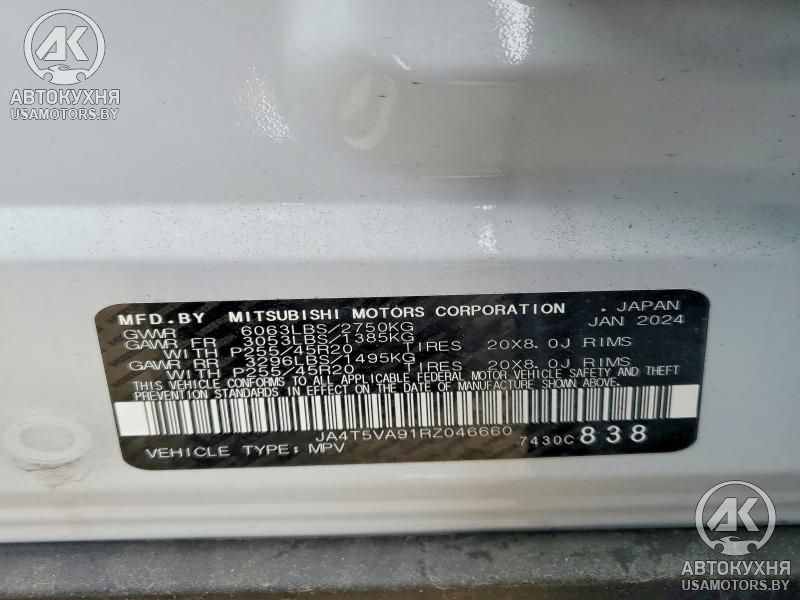 АК
АВТОКУХНЯ
USAMOTORS.BY
MFD.BY MITSUBISHI MOTORS CORPORATION . JAPAN
GVWR 6063LBS/2750KG JAN 2024
GAWR FR 3053LBS/1385KG
WITH P255/45R20 TIRES 20X8.0J RIMS
GAWR RR 3296LBS/1495KG
WITH P255/45R20 TIRES 20X8.0J RIMS
THIS VEHICLE CONFORMS TO ALL APPLICABLE FEDERAL MOTOR VEHICLE SAFETY AND THEFT
PREVENTION STANDARDS IN EFFECT ON THE DATE OF MANUFACTURE SHOWN ABOVE.
JA4T5VA91RZ046660 7430C 838
VEHICLE TYPE: MPV
АК
АВТОКУХНЯ
USAMOTORS.BY